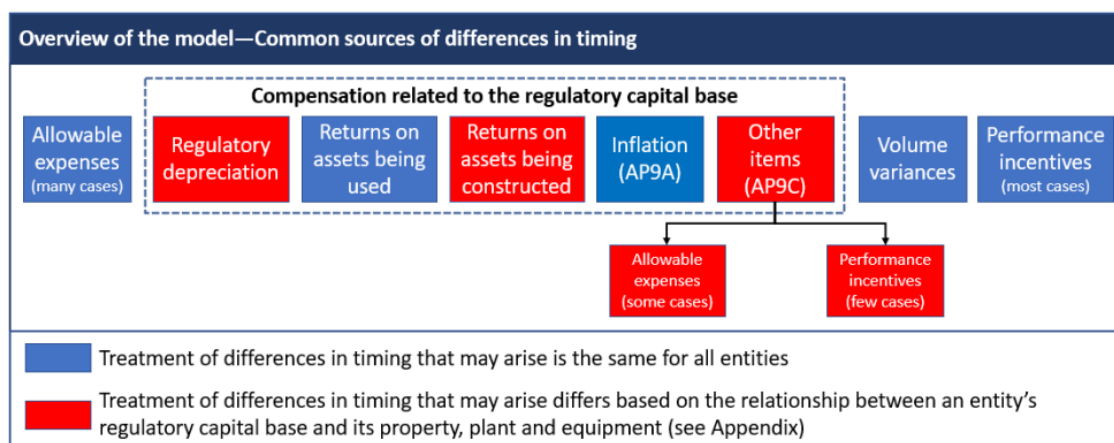 Overview of the model—Common sources of differences in timing
Compensation related to the regulatory capital base
Allowable
expenses
(many cases)
Regulatory
depreciation
Returns on
assets being
used
Returns on
assets being
constructed
Inflation
(AP9A)
Other
items
(AP9C)
Volume
variances
Performance
incentives
(most cases)
Allowable
expenses
(some cases)
Performance
incentives
(few cases)
Treatment of differences in timing that may arise is the same for all entities
Treatment of differences in timing that may arise differs based on the relationship between an entity’s
regulatory capital base and its property, plant and equipment (see Appendix)